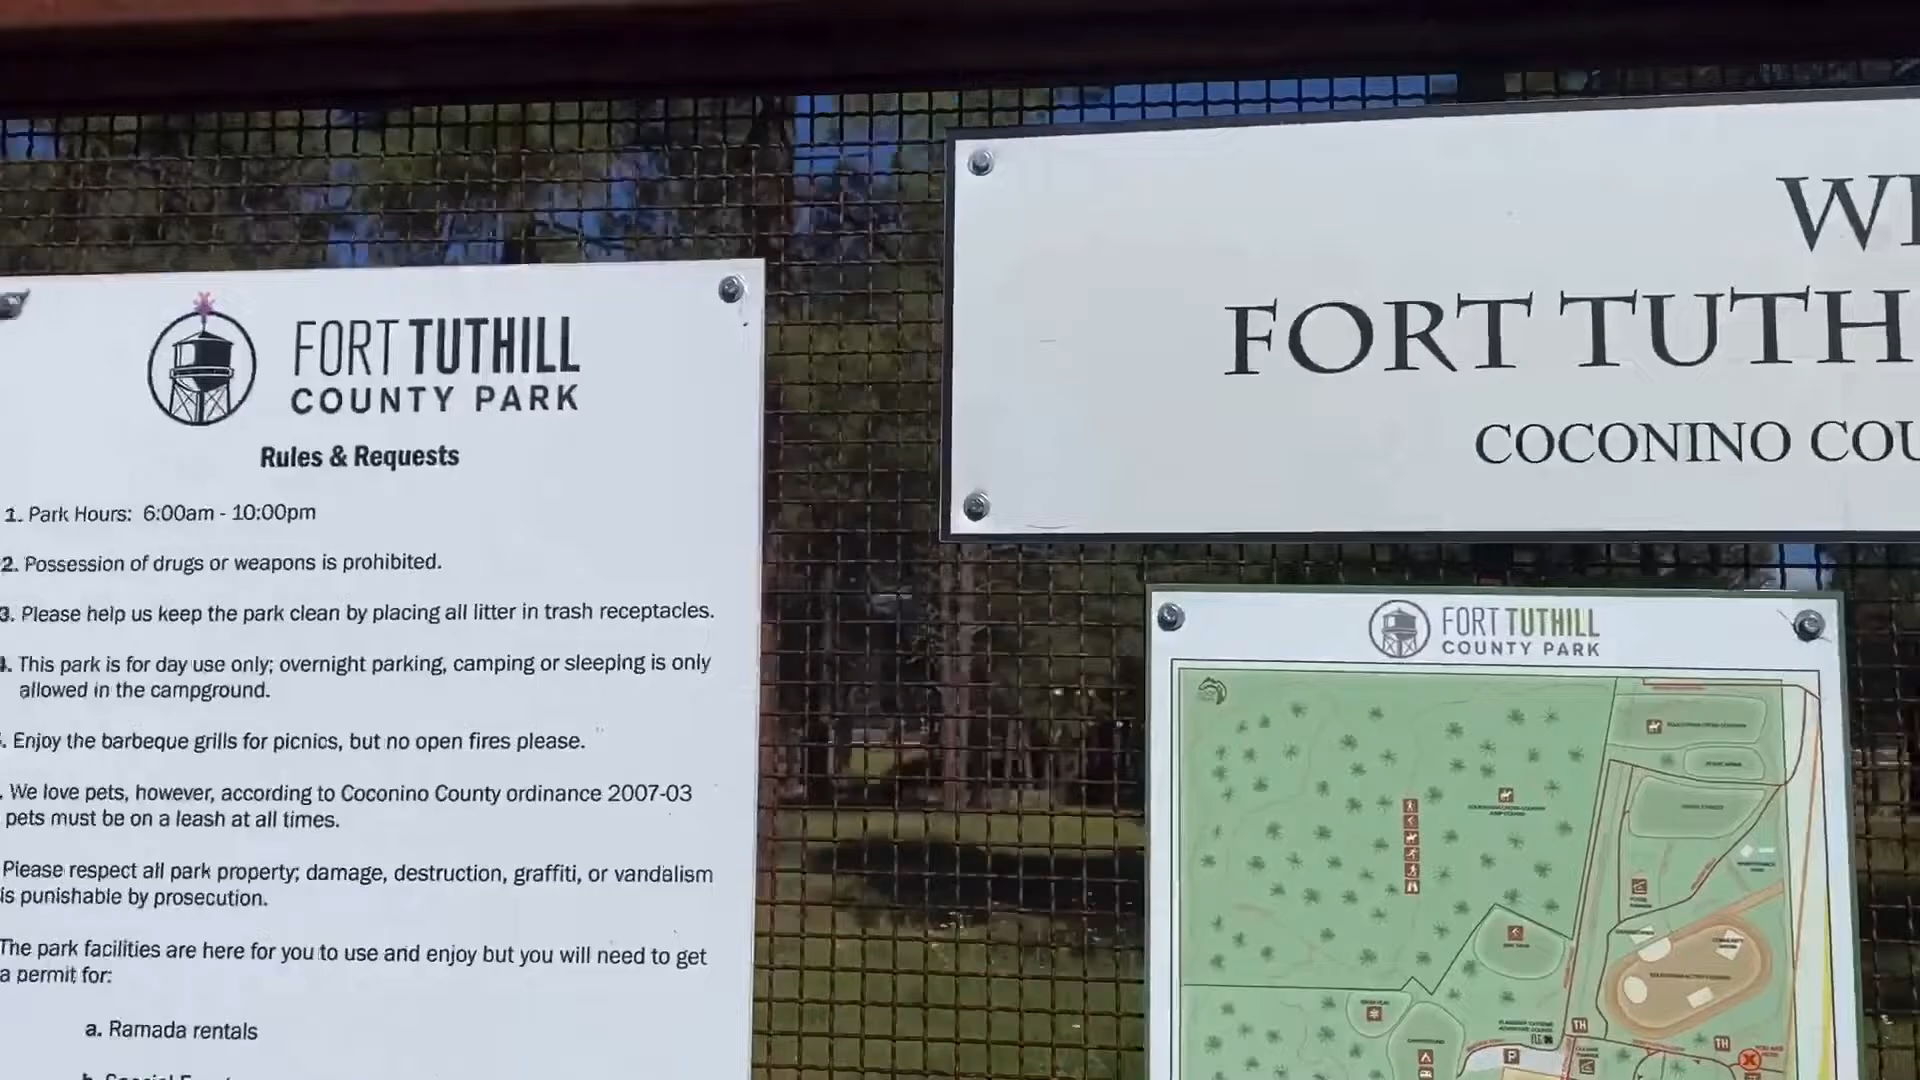 FORT TUTHILL
COUNTY PARK
Rules & Requests
1. Park Hours: 6:00am - 10:00pm
2. Possession of drugs or weapons is prohibited.
3. Please help us keep the park clean by placing all litter in trash receptacles.
. This park is for day use only; overnight parking, camping or sleeping is only
allowed in the campground.
. Enjoy the barbeque grills for picnics, but no open fires please.
. We love pets, however, according to Coconino County ordinance 2007-03
pets must be on a leash at all times.
Please respect all park property; damage, destruction, graffiti, or vandalism
is punishable by prosecution.
The park facilities are here for you to use and enjoy but you will need to get
a permit for:
a. Ramada rentals
WE
FORT TUTH
COCONINO COU
FORT TUTHILL
COUNTY PARK
TH
P
TH
YOU ARE
HERE